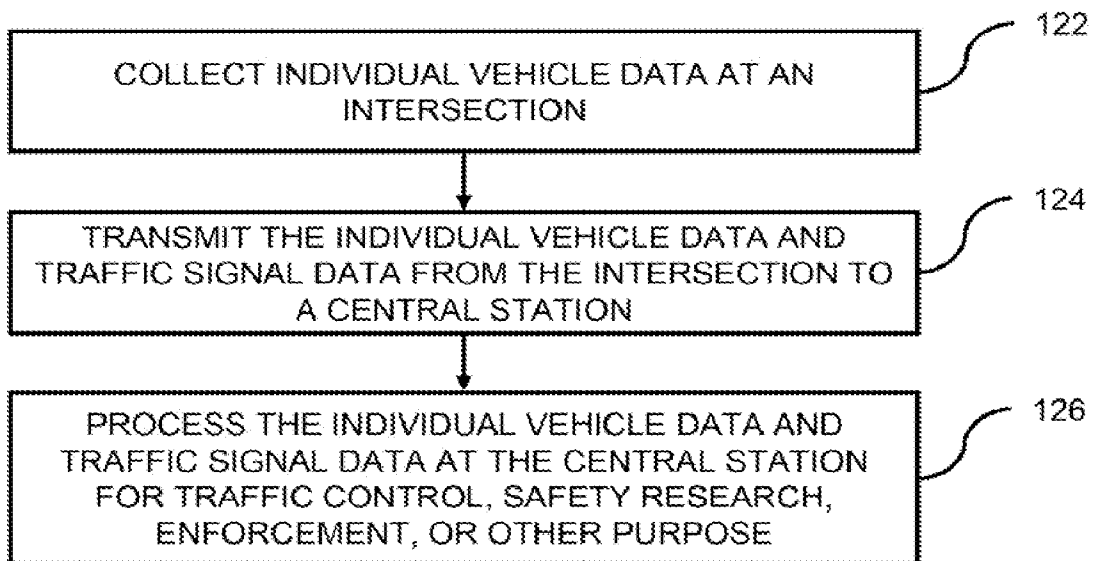 122
COLLECT INDIVIDUAL VEHICLE DATA AT AN
INTERSECTION
124
TRANSMIT THE INDIVIDUAL VEHICLE DATA AND
TRAFFIC SIGNAL DATA FROM THE INTERSECTION TO
A CENTRAL STATION
126
PROCESS THE INDIVIDUAL VEHICLE DATA AND
TRAFFIC SIGNAL DATA AT THE CENTRAL STATION
FOR TRAFFIC CONTROL, SAFETY RESEARCH,
ENFORCEMENT, OR OTHER PURPOSE